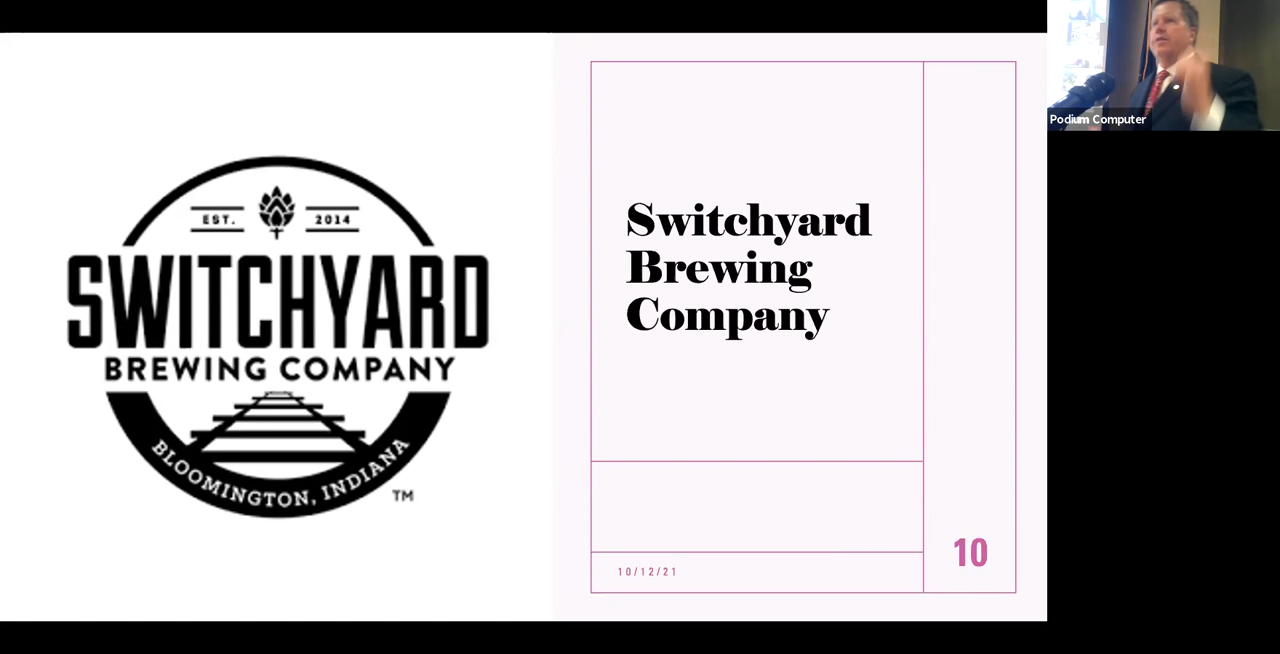 EST. 2014
SWITCHYARD
BREWING COMPANY
BLOOMINGTON, INDIANA
TM
Switchyard
Brewing
Company
10/12/21
10
Podium Computer